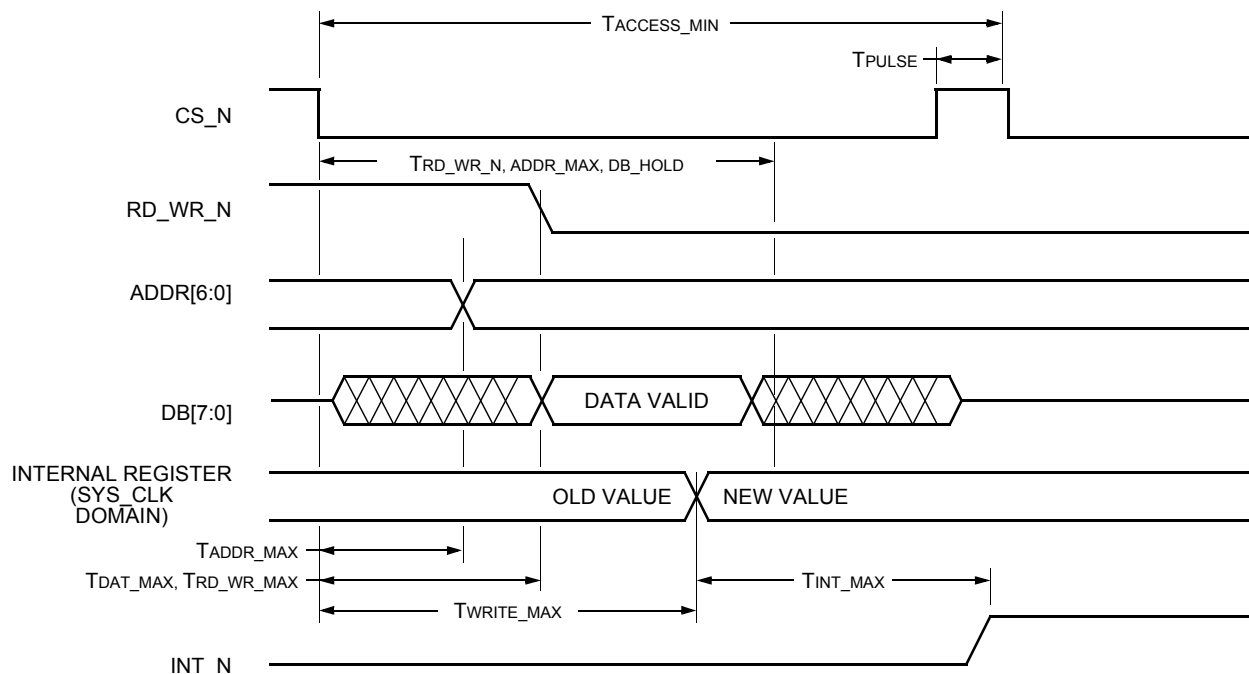 TACCESS_MIN
TPULSE
CS_N
TRD_WR_N, ADDR_MAX, DB_HOLD
RD_WR_N
ADDR[6:0]
DATA VALID
DB[7:0]
INTERNAL REGISTER
(SYS_CLK
DOMAIN)
OLD VALUE
NEW VALUE
TADDR_MAX
TDAT_MAX, TRD_WR_MAX
TINT_MAX
TWRITE_MAX
INT_N